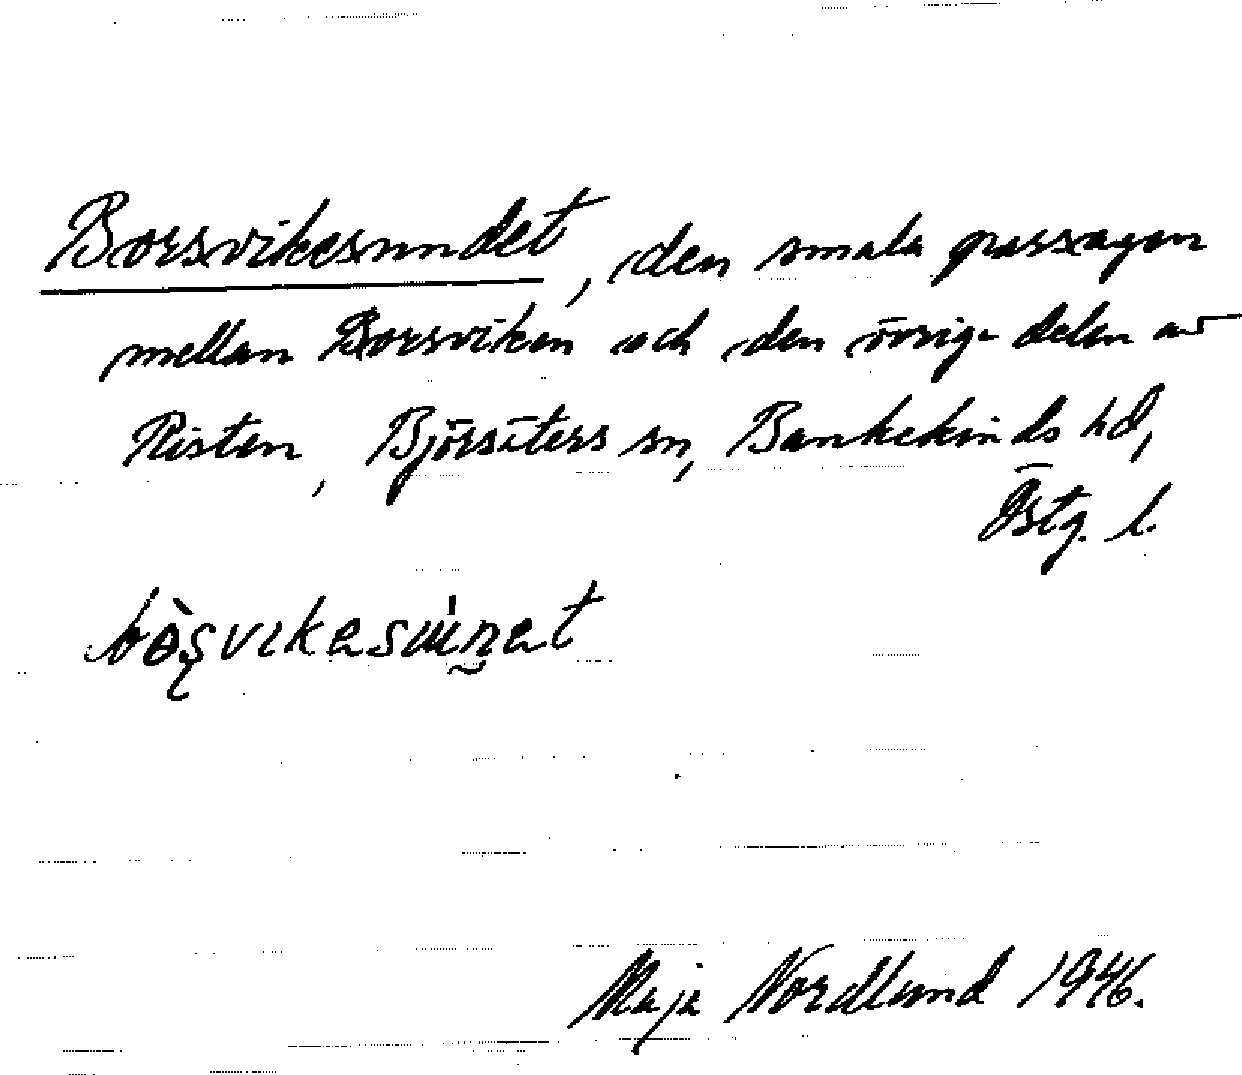 Borsvikesundet, den smala passagen
mellan Borsviken och den övriga delen av
Risten, Björsäters sn, Bankekinds hd,
Östg. l.
Maja Nordlund 1946.